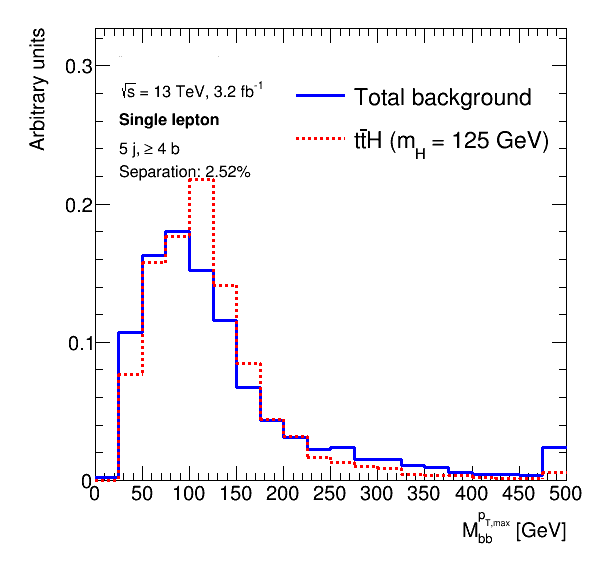 Arbitrary units
0.3
0.2
0.1
0
√s = 13 TeV, 3.2 fb⁻¹
Single lepton
5 j, ≥ 4 b
Separation: 2.52%
Total background
tt̄H (m_H = 125 GeV)
0 50 100 150 200 250 300 350 400 450 500
M_bb^{p_T,max} [GeV]